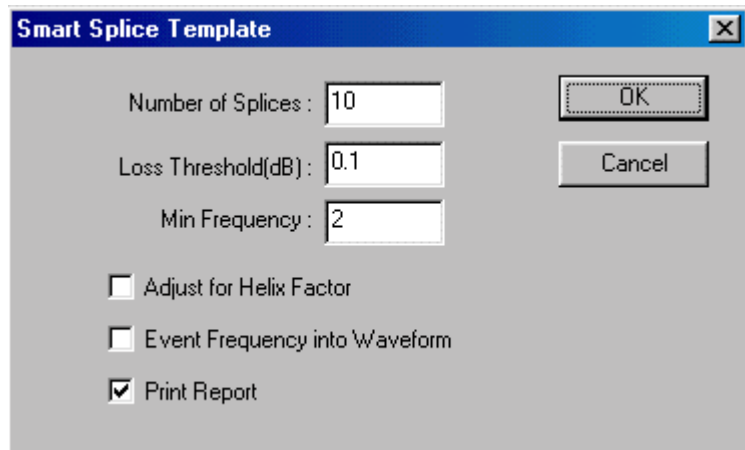 Smart Splice Template
Number of Splices : 10
OK
Loss Threshold(dB) : 0.1
Cancel
Min Frequency : 2
Adjust for Helix Factor
Event Frequency into Waveform
Print Report